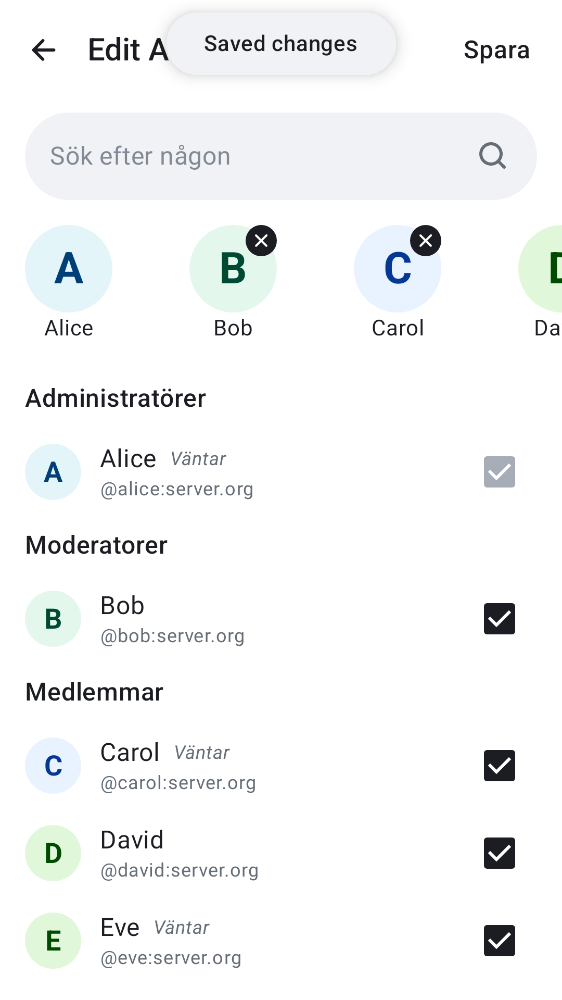 Edit A
Saved changes
Spara
Sök efter någon
A
B
C
D
Alice
Bob
Carol
Da
Administratörer
A
Alice Väntar
@alice:server.org
Moderatorer
B
Bob
@bob:server.org
Medlemmar
C
Carol Väntar
@carol:server.org
D
David
@david:server.org
E
Eve Väntar
@eve:server.org